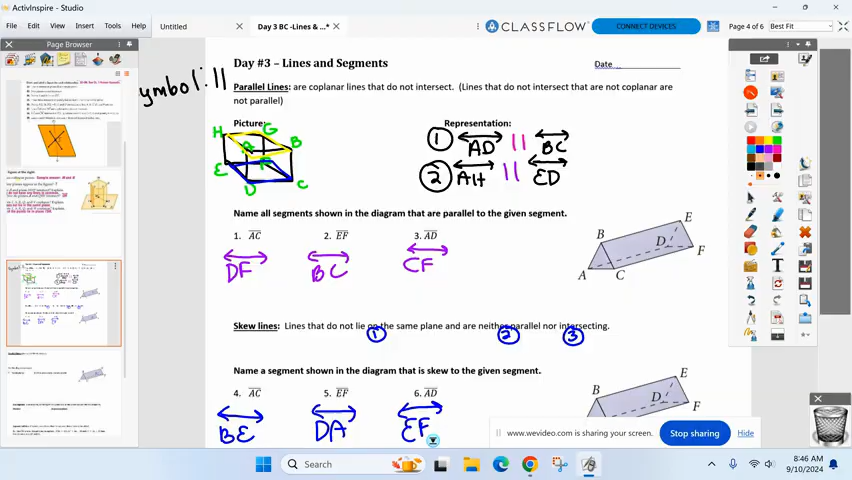 ActivInspire - Studio
File Edit View Insert Tools Help
Untitled
Day 3 BC -Lines & ...*
CLASSFLOW
CONNECT DEVICES
Page 4 of 6
Best Fit
Page Browser
ymbol: ||
Day #3 – Lines and Segments
Date
Parallel Lines: are coplanar lines that do not intersect. (Lines that do not intersect that are not coplanar are
not parallel)
Picture:
Representation:
H G
A B
E F
D C
1 AD || BC
2 AH || ED
Name all segments shown in the diagram that are parallel to the given segment.
1. AC 2. EF 3. AD
DF BC CF
B E
D F
A C
Skew lines: Lines that do not lie on the same plane and are neither parallel nor intersecting.
1 2 3
Name a segment shown in the diagram that is skew to the given segment.
4. AC 5. EF 6. AD
BE DA EF
B E
D F
www.wevideo.com is sharing your screen.
Stop sharing
Hide
Search
8:46 AM
9/10/2024